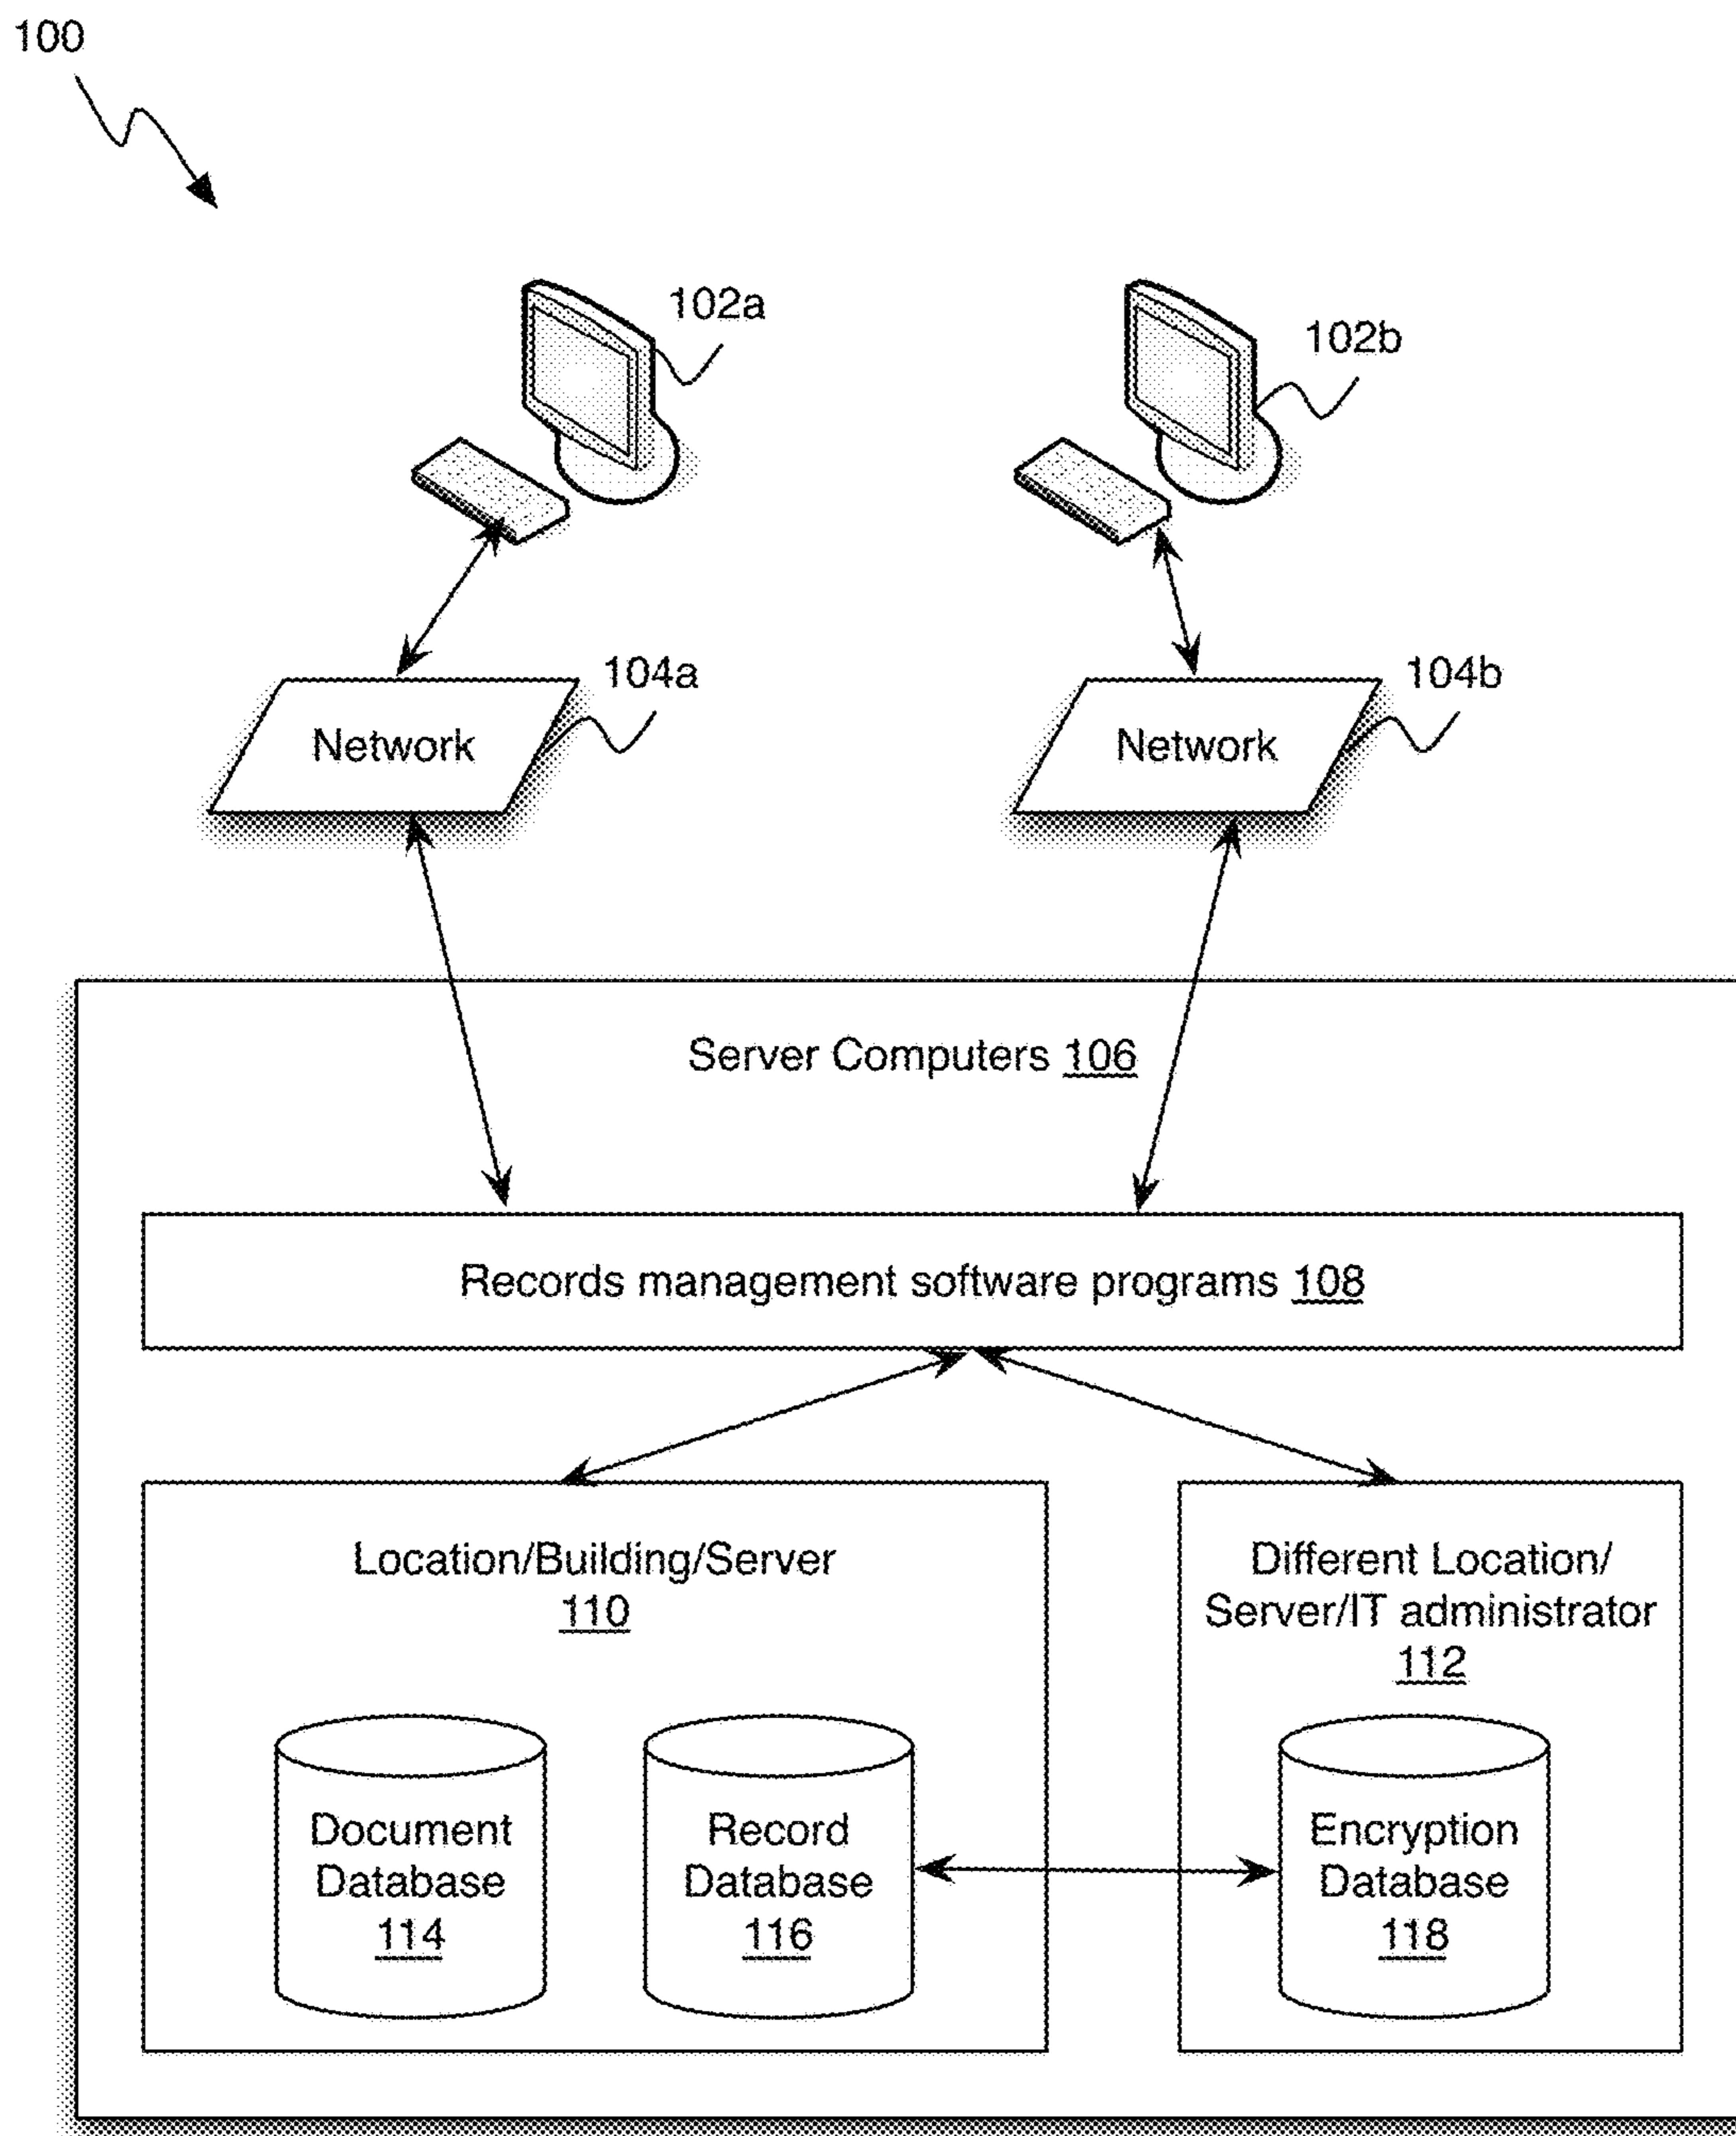 100
102a
102b
104a
104b
Network
Network
Server Computers 106
Records management software programs 108
Location/Building/Server
110
Different Location/
Server/IT administrator
112
Document
Database
114
Record
Database
116
Encryption
Database
118